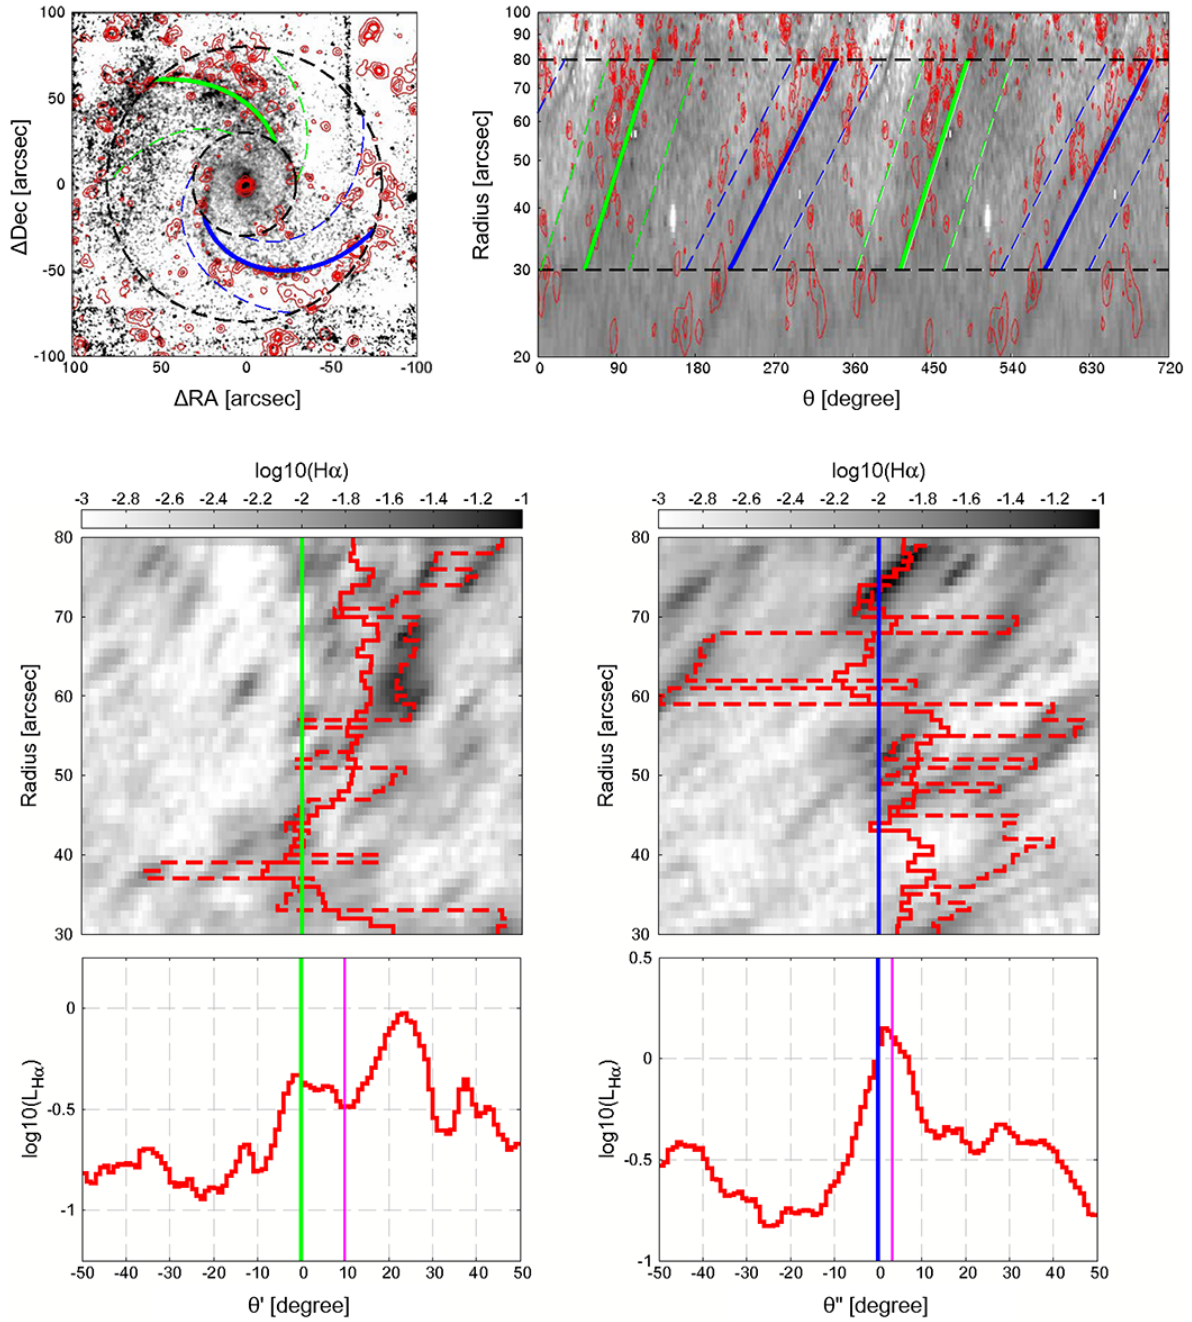 100
50
0
-50
-100
100 50 0 -50 -100
ΔDec [arcsec]
ΔRA [arcsec]
100
90
80
70
60
50
40
30
20
0 90 180 270 360 450 540 630 720
Radius [arcsec]
θ [degree]
log10(Hα)
-3 -2.8 -2.6 -2.4 -2.2 -2 -1.8 -1.6 -1.4 -1.2 -1
80
70
60
50
40
30
Radius [arcsec]
log10(Hα)
-3 -2.8 -2.6 -2.4 -2.2 -2 -1.8 -1.6 -1.4 -1.2 -1
80
70
60
50
40
30
Radius [arcsec]
0
-0.5
-1
log10(LHα)
-50 -40 -30 -20 -10 0 10 20 30 40 50
θ' [degree]
0.5
0
-0.5
-1
log10(LHα)
-50 -40 -30 -20 -10 0 10 20 30 40 50
θ" [degree]